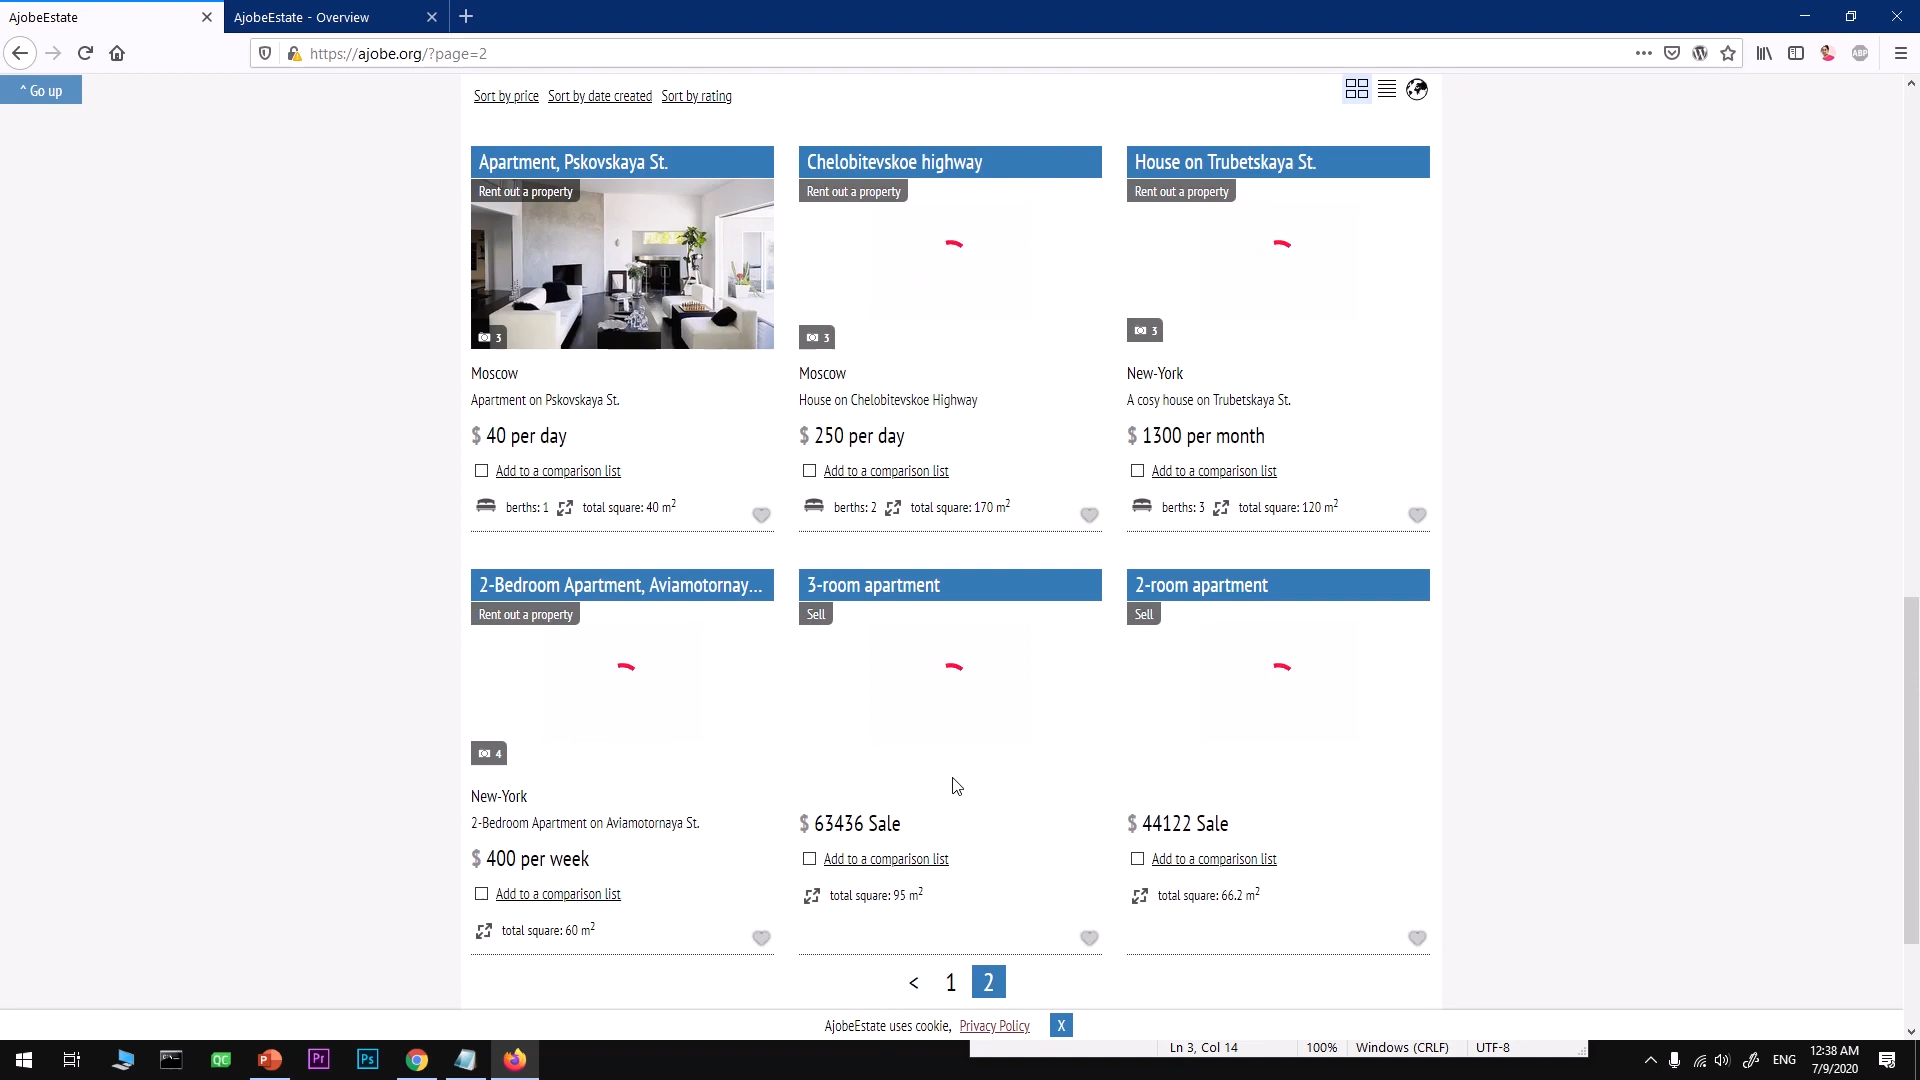 AjobeEstate
AjobeEstate - Overview
https://ajobe.org/?page=2
ABP
^ Go up
Sort by price Sort by date created Sort by rating
Apartment, Pskovskaya St.
Rent out a property
3
Moscow
Apartment on Pskovskaya St.
$ 40 per day
Add to a comparison list
berths: 1 total square: 40 m²
Chelobitevskoe highway
Rent out a property
3
Moscow
House on Chelobitevskoe Highway
$ 250 per day
Add to a comparison list
berths: 2 total square: 170 m²
House on Trubetskaya St.
Rent out a property
3
New-York
A cosy house on Trubetskaya St.
$ 1300 per month
Add to a comparison list
berths: 3 total square: 120 m²
2-Bedroom Apartment, Aviamotornay...
Rent out a property
4
New-York
2-Bedroom Apartment on Aviamotornaya St.
$ 400 per week
Add to a comparison list
total square: 60 m²
3-room apartment
Sell
$ 63436 Sale
Add to a comparison list
total square: 95 m²
2-room apartment
Sell
$ 44122 Sale
Add to a comparison list
total square: 66.2 m²
< 1 2
AjobeEstate uses cookie, Privacy Policy X
Ln 3, Col 14 100% Windows (CRLF) UTF-8
QC Pr Ps
ENG
12:38 AM
7/9/2020